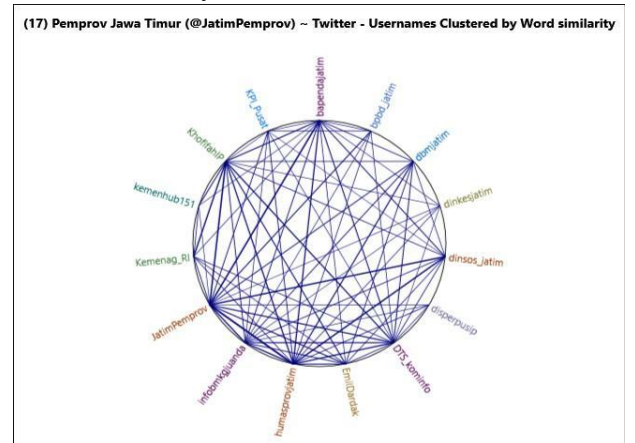 (17) Pemprov Jawa Timur (@JatimPemprov) ~ Twitter - Usernames Clustered by Word similarity
bapendajatim
bpbd_jatim
dbmjatim
dinkesjatim
dinsos_jatim
disperpusip
DTS_kominfo
EmilDardak
humasprovjatim
infobmkgjuanda
JatimPemprov
Kemenag_RI
kemenhub151
KhofifahIP
KPI_Pusat